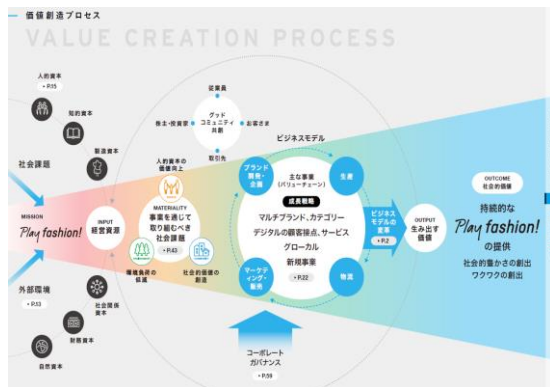 価値創造プロセス
VALUE CREATION PROCESS
人的資本
•P.15
知的資本
製造資本
社会課題
MISSION
Play fashion!
外部環境
•P.13
社会関係
資本
財務資本
自然資本
INPUT
経営資源
従業員
株主・投資家
グッド
コミュニティ
共創
お客さま
取引先
人的資本の
価値向上
MATERIALITY
事業を通じて
取り組むべき
社会課題
•P.43
環境負荷の
低減
社会的価値の
創造
ビジネスモデル
ブランド
開発・
企画
生産
主な事業
(バリューチェーン)
成長戦略
マルチブランド、カテゴリー
デジタルの顧客接点、サービス
グローカル
新規事業
•P.22
マーケ
ティング・
販売
物流
ビジネス
モデルの
変革
•P.2
コーポレート
ガバナンス
•P.56
OUTPUT
生み出す
価値
OUTCOME
社会的価値
持続的な
Play fashion!
の提供
社会的豊かさの創出
ワクワクの創出